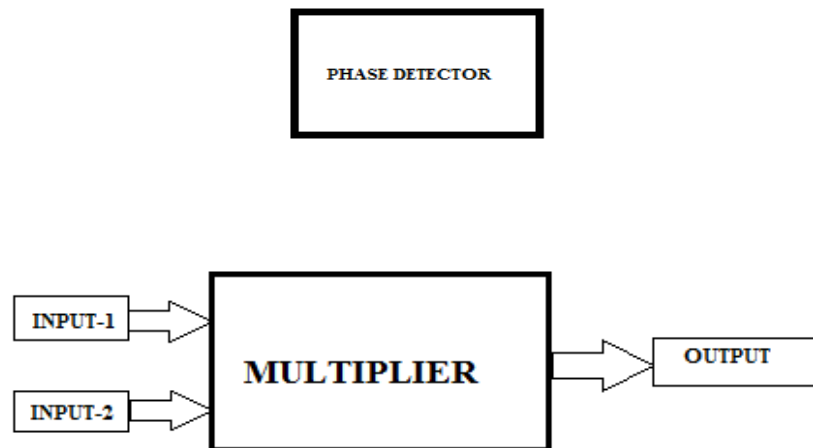 PHASE DETECTOR
INPUT-1
MULTIPLIER
OUTPUT
INPUT-2